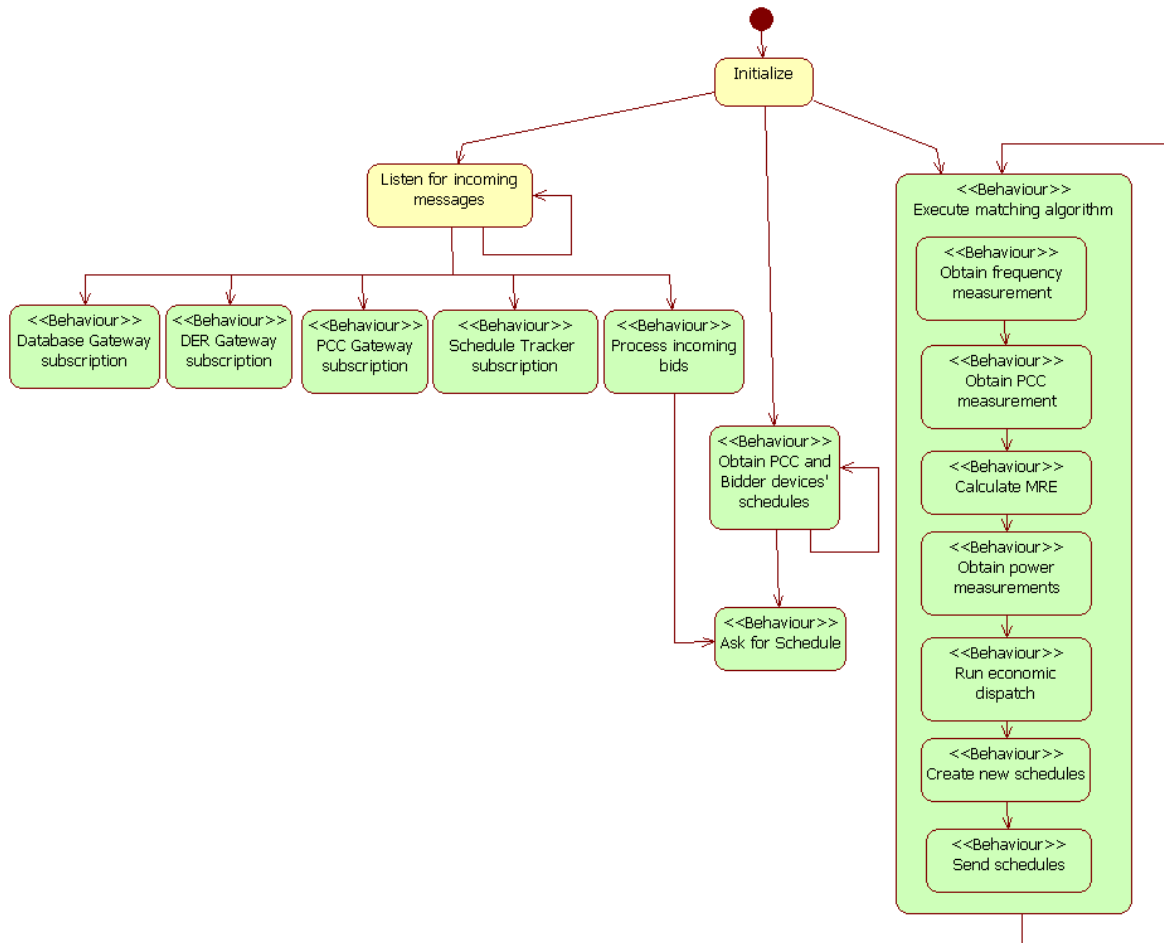 Initialize
Listen for incoming
messages
<<Behaviour>>
Database Gateway
subscription
<<Behaviour>>
DER Gateway
subscription
<<Behaviour>>
PCC Gateway
subscription
<<Behaviour>>
Schedule Tracker
subscription
<<Behaviour>>
Process incoming
bids
<<Behaviour>>
Obtain PCC and
Bidder devices'
schedules
<<Behaviour>>
Ask for Schedule
<<Behaviour>>
Execute matching algorithm
<<Behaviour>>
Obtain frequency
measurement
<<Behaviour>>
Obtain PCC
measurement
<<Behaviour>>
Calculate MRE
<<Behaviour>>
Obtain power
measurements
<<Behaviour>>
Run economic
dispatch
<<Behaviour>>
Create new schedules
<<Behaviour>>
Send schedules